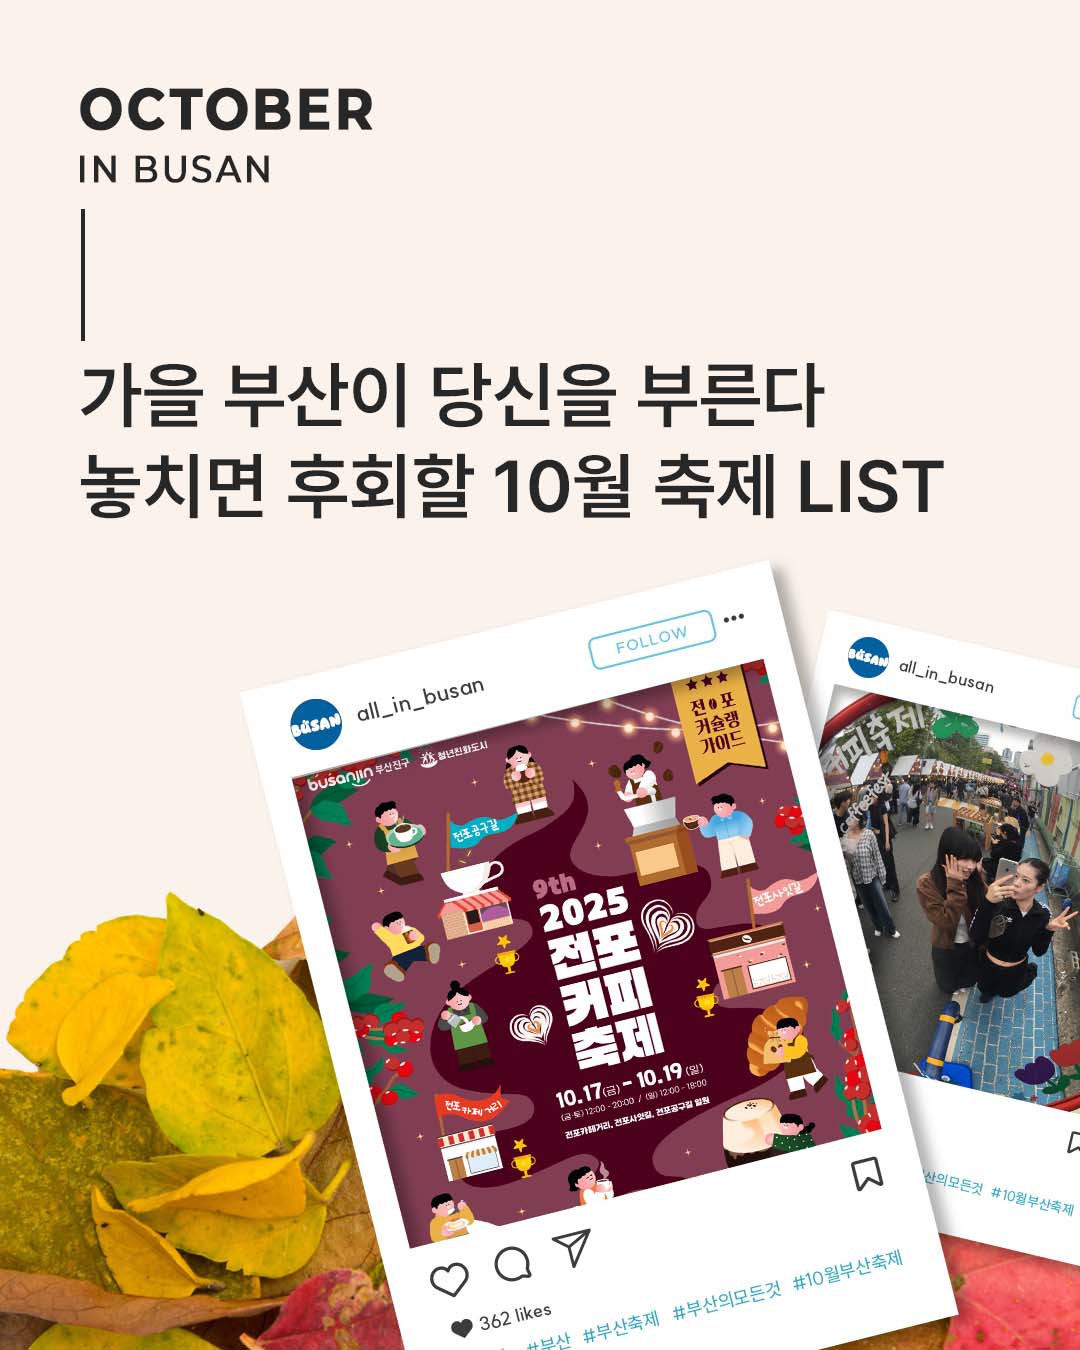 OCTOBER
IN BUSAN
가을 부산이 당신을 부른다
놓치면 후회할 10월 축제 LIST
BUSAN
all_in_busan
FOLLOW
busanjin 부산진구
청년친화도시
전포
커슐랭
가이드
전포공구길
전포사잇길
9th
2025
전포
커피
축제
10.17(금) - 10.19 (일)
(금·토) 12:00 - 20:00 / (일) 12:00 - 18:00
전포카페거리, 전포사잇길, 전포공구길 일원
전포 카페 거리
362 likes
#부산 #부산축제 #부산의모든것 #10월부산축제
BUSAN
all_in_busan
커피축제
coffeefest
부산의모든것 #10월부산축제